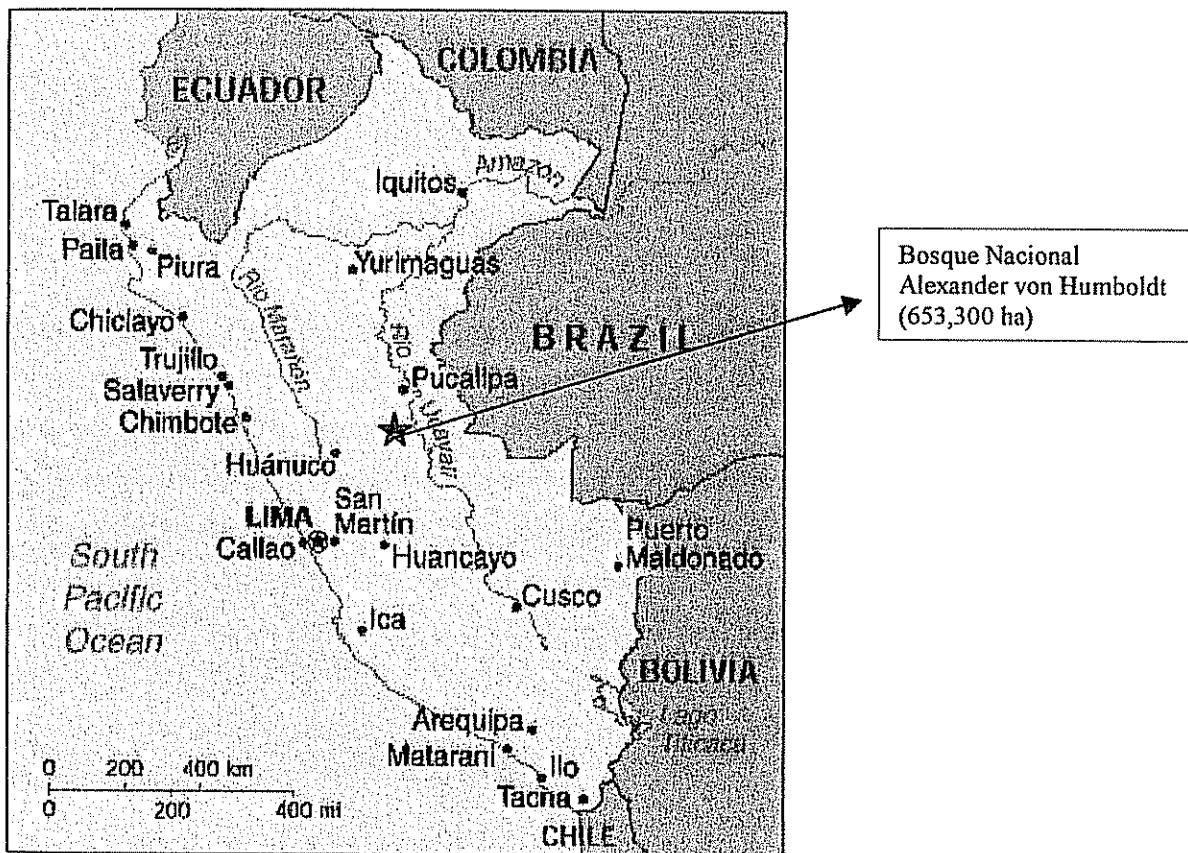 COLOMBIA
ECUADOR
Amazon
Iquitos
Talara
Paita
Piura
Yurimaguas
Río Marañón
Chiclayo
Río Ucayali
BRAZIL
Bosque Nacional
Alexander von Humboldt
(653,300 ha)
Trujillo
Salaverry
Chimbote
Pucallpa
Huánuco
LIMA
Callao
San
Martín
Huancayo
Puerto
Maldonado
South
Pacific
Ocean
Cusco
Ica
BOLIVIA
Lago
Titicaca
Arequipa
Matarani
Ilo
Tacna
CHILE
0 200 400 km
0 200 400 mi